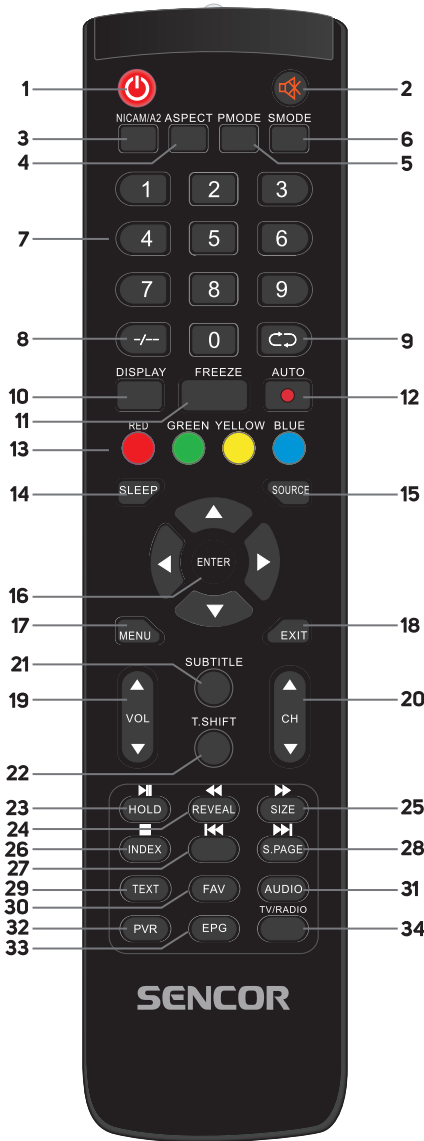 1 2
NICAM/A2 ASPECT PMODE SMODE
3 6
4 5
1 2 3
7 4 5 6
7 8 9
8 -/-- 0 9
DISPLAY FREEZE AUTO
10 12
11
RED GREEN YELLOW BLUE
13
14 SLEEP SOURCE 15
ENTER
16
17 MENU EXIT 18
21 SUBTITLE
19 VOL CH 20
T.SHIFT
22
23 HOLD REVEAL SIZE 25
24
26 INDEX S.PAGE 28
27
29 TEXT FAV AUDIO 31
30 TV/RADIO
32 PVR EPG 34
33
SENCOR